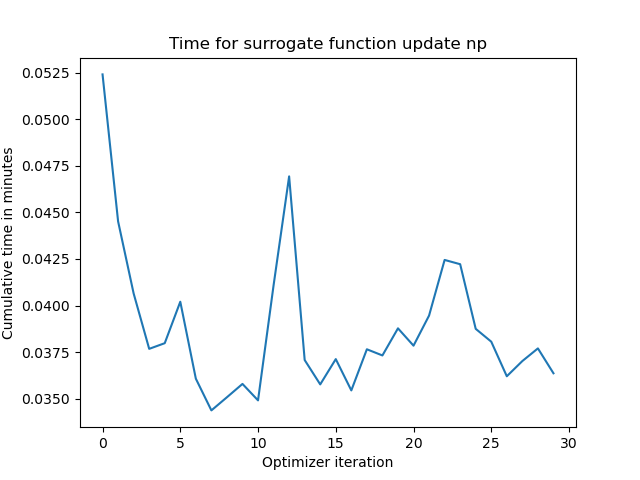 Time for surrogate function update np
Cumulative time in minutes
0.0525
0.0500
0.0475
0.0450
0.0425
0.0400
0.0375
0.0350
0 5 10 15 20 25 30
Optimizer iteration